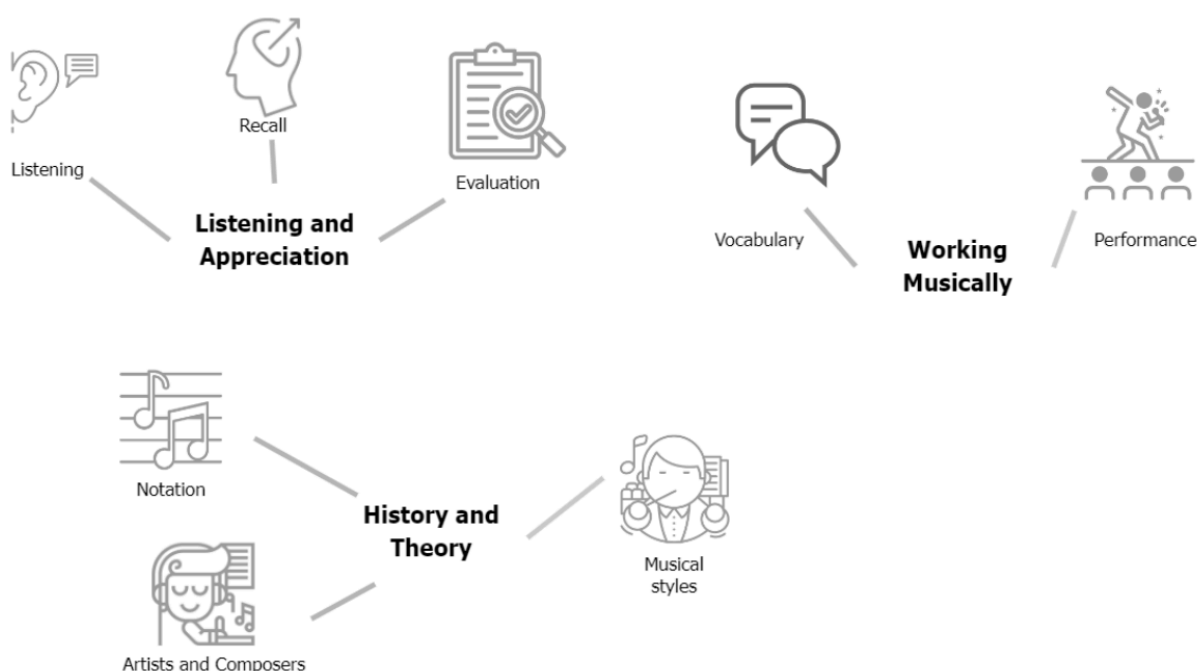 Listening
Recall
Evaluation
Listening and
Appreciation
Vocabulary
Performance
Working
Musically
Notation
History and
Theory
Musical
styles
Artists and Composers